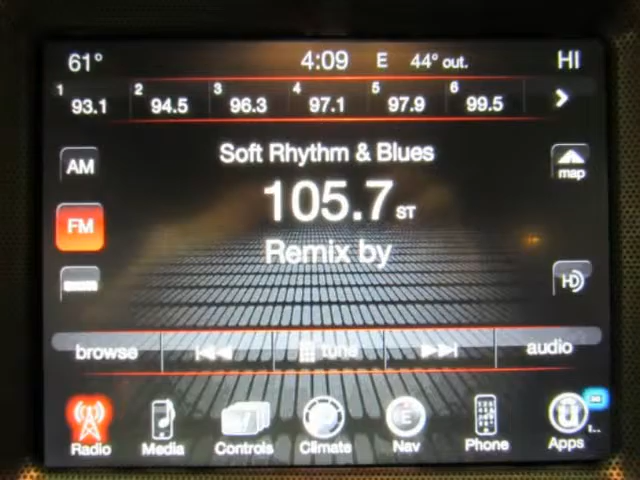 61° 4:09 E 44° out. HI
1 93.1 2 94.5 3 96.3 4 97.1 5 97.9 6 99.5
Soft Rhythm & Blues
AM
map
105.7 ST
FM
Remix by
HD
browse tune audio
Radio Media Controls Climate Nav Phone Apps